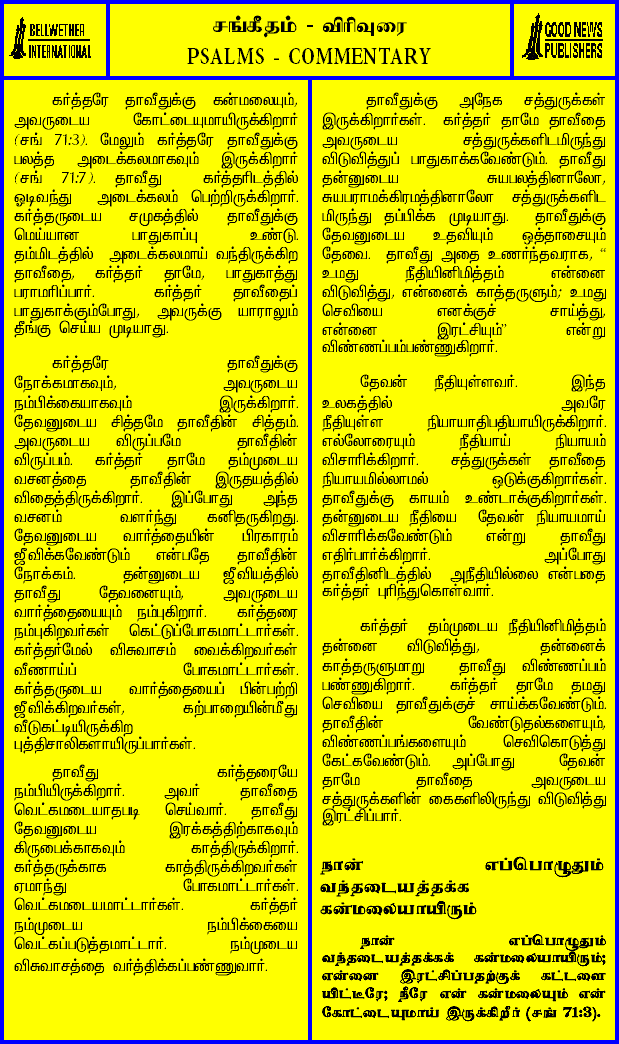 BELLWETHER
INTERNATIONAL
சங்கீதம் - விரிவுரை
PSALMS - COMMENTARY
GOOD NEWS
PUBLISHERS
கர்த்தரே தாவீதுக்கு கன்மலையும்,
அவருடைய கோட்டையுமாயிருக்கிறார்
(சங் 71:3). மேலும் கர்த்தரே தாவீதுக்கு
பலத்த அடைக்கலமாகவும் இருக்கிறார்
(சங் 71:7). தாவீது கர்த்தரிடத்தில்
ஓடிவந்து அடைக்கலம் பெற்றிருக்கிறார்.
கர்த்தருடைய சமுகத்தில் தாவீதுக்கு
மெய்யான பாதுகாப்பு உண்டு.
தம்மிடத்தில் அடைக்கலமாய் வந்திருக்கிற
தாவீதை, கர்த்தர் தாமே, பாதுகாத்து
பராமரிப்பார். கர்த்தர் தாவீதைப்
பாதுகாக்கும்போது, அவருக்கு யாராலும்
தீங்கு செய்ய முடியாது.
கர்த்தரே தாவீதுக்கு
நோக்கமாகவும், அவருடைய
நம்பிக்கையாகவும் இருக்கிறார்.
தேவனுடைய சித்தமே தாவீதின் சித்தம்.
அவருடைய விருப்பமே தாவீதின்
விருப்பம். கர்த்தர் தாமே தம்முடைய
வசனத்தை தாவீதின் இருதயத்தில்
விதைத்திருக்கிறார். இப்போது அந்த
வசனம் வளர்ந்து கனிதருகிறது.
தேவனுடைய வார்த்தையின் பிரகாரம்
ஜீவிக்கவேண்டும் என்பதே தாவீதின்
நோக்கம். தன்னுடைய ஜீவியத்தில்
தாவீது தேவனையும், அவருடைய
வார்த்தையையும் நம்புகிறார். கர்த்தரை
நம்புகிறவர்கள் கெட்டுப்போகமாட்டார்கள்.
கர்த்தர்மேல் விசுவாசம் வைக்கிறவர்கள்
வீணாய்ப் போகமாட்டார்கள்.
கர்த்தருடைய வார்த்தையைப் பின்பற்றி
ஜீவிக்கிறவர்கள், கற்பாறையின்மீது
வீடுகட்டியிருக்கிற
புத்திசாலிகளாயிருப்பார்கள்.
தாவீது கர்த்தரையே
நம்பியிருக்கிறார். அவர் தாவீதை
வெட்கமடையாதபடி செய்வார். தாவீது
தேவனுடைய இரக்கத்திற்காகவும்
கிருபைக்காகவும் காத்திருக்கிறார்.
கர்த்தருக்காக காத்திருக்கிறவர்கள்
ஏமாந்து போகமாட்டார்கள்.
வெட்கமடையமாட்டார்கள். கர்த்தர்
நம்முடைய நம்பிக்கையை
வெட்கப்படுத்தமாட்டார். நம்முடைய
விசுவாசத்தை வர்த்திக்கப்பண்ணுவார்.
தாவீதுக்கு அநேக சத்துருக்கள்
இருக்கிறார்கள். கர்த்தர் தாமே தாவீதை
அவருடைய சத்துருக்களிடமிருந்து
விடுவித்துப் பாதுகாக்கவேண்டும். தாவீது
தன்னுடைய சுயபலத்தினாலோ,
சுயபராமக்கிரமத்தினாலோ சத்துருக்களிட
மிருந்து தப்பிக்க முடியாது. தாவீதுக்கு
தேவனுடைய உதவியும் ஒத்தாசையும்
தேவை. தாவீது அதை உணர்ந்தவராக, “
உமது நீதியினிமித்தம் என்னை
விடுவித்து, என்னைக் காத்தருளும்; உமது
செவியை எனக்குச் சாய்த்து,
என்னை இரட்சியும்” என்று
விண்ணப்பம்பண்ணுகிறார்.
தேவன் நீதியுள்ளவர். இந்த
உலகத்தில் அவரே
நீதியுள்ள நியாயாதிபதியாயிருக்கிறார்.
எல்லோரையும் நீதியாய் நியாயம்
விசாரிக்கிறார். சத்துருக்கள் தாவீதை
நியாயமில்லாமல் ஒடுக்குகிறார்கள்.
தாவீதுக்கு காயம் உண்டாக்குகிறார்கள்.
தன்னுடைய நீதியை தேவன் நியாயமாய்
விசாரிக்கவேண்டும் என்று தாவீது
எதிர்பார்க்கிறார். அப்போது
தாவீதினிடத்தில் அநீதியில்லை என்பதை
கர்த்தர் புரிந்துகொள்வார்.
கர்த்தர் தம்முடைய நீதியினிமித்தம்
தன்னை விடுவித்து, தன்னைக்
காத்தருளுமாறு தாவீது விண்ணப்பம்
பண்ணுகிறார். கர்த்தர் தாமே தமது
செவியை தாவீதுக்குச் சாய்க்கவேண்டும்.
தாவீதின் வேண்டுதல்களையும்,
விண்ணப்பங்களையும் செவிகொடுத்து
கேட்கவேண்டும். அப்போது தேவன்
தாமே தாவீதை அவருடைய
சத்துருக்களின் கைகளிலிருந்து விடுவித்து
இரட்சிப்பார்.
நான் எப்பொழுதும்
வந்தடையத்தக்க
கன்மலையாயிரும்
நான் எப்பொழுதும்
வந்தடையத்தக்கக் கன்மலையாயிரும்;
என்னை இரட்சிப்பதற்குக் கட்டளை
யிட்டீரே; நீரே என் கன்மலையும் என்
கோட்டையுமாய் இருக்கிறீர் (சங் 71:3).